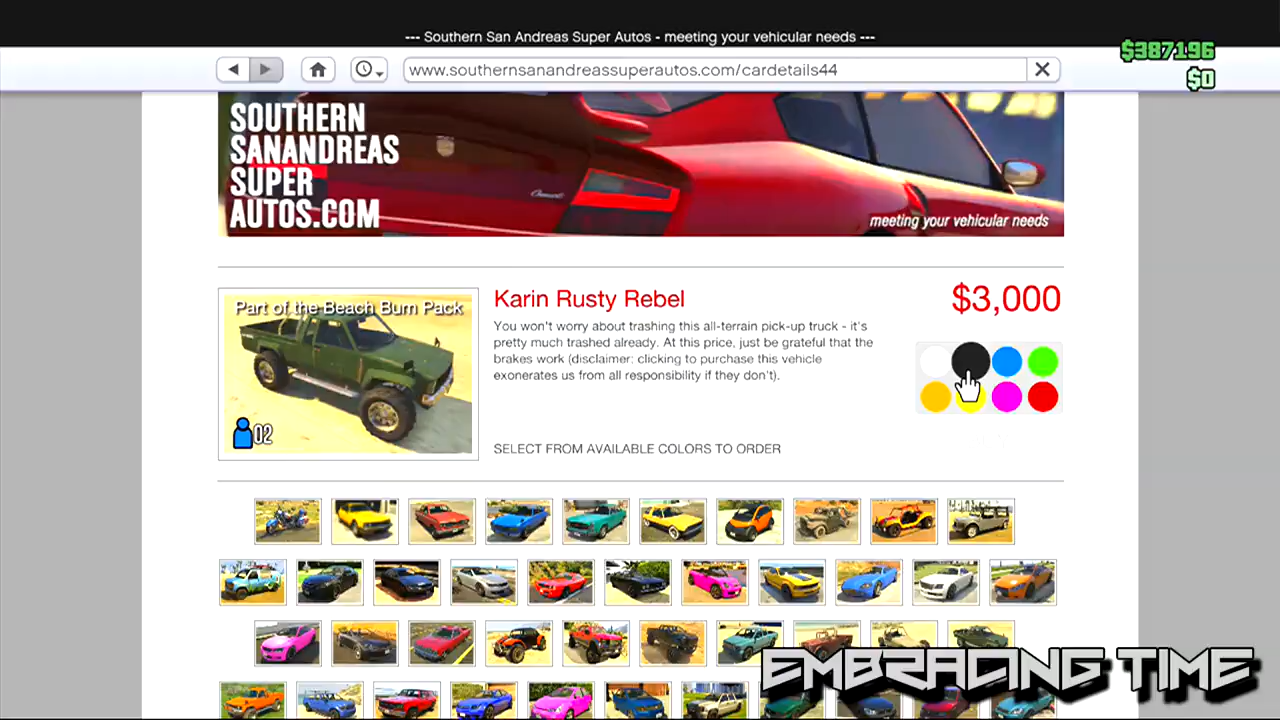 --- Southern San Andreas Super Autos - meeting your vehicular needs ---
$387196
www.southernsanandreassuperautos.com/cardetails44
$0
SOUTHERN
SANANDREAS
SUPER
AUTOS.COM
meeting your vehicular needs
Part of the Beach Bum Pack
Karin Rusty Rebel
$3,000
You won't worry about trashing this all-terrain pick-up truck - it's
pretty much trashed already. At this price, just be grateful that the
brakes work (disclaimer: clicking to purchase this vehicle
exonerates us from all responsibility if they don't).
02
SELECT FROM AVAILABLE COLORS TO ORDER
EMBRACING TIME